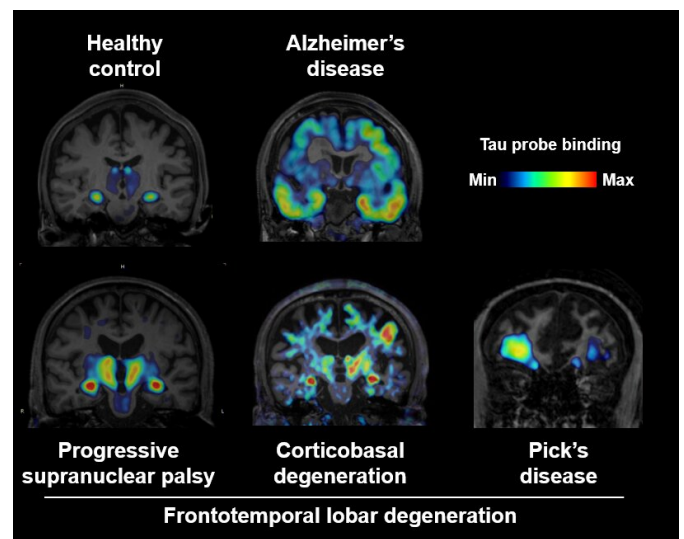 Healthy
control
Alzheimer's
disease
Tau probe binding
Min Max
Progressive
supranuclear palsy
Corticobasal
degeneration
Pick's
disease
Frontotemporal lobar degeneration